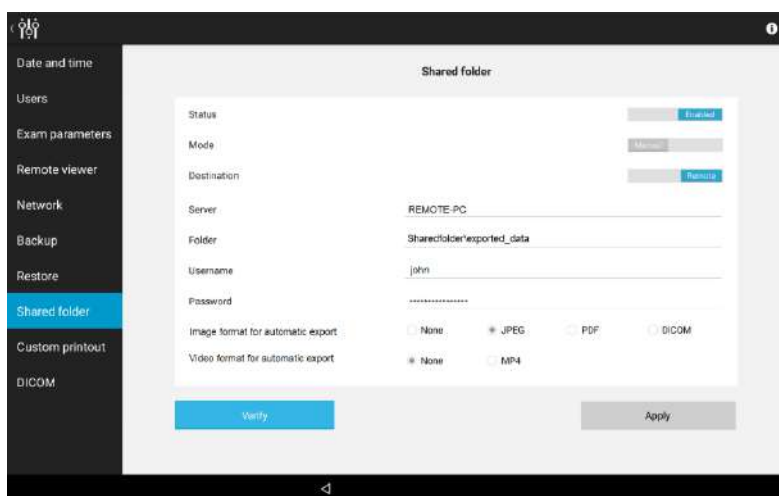 Date and time
Users
Exam parameters
Remote viewer
Network
Backup
Restore
Shared folder
Custom printout
DICOM
Shared folder
Status Enabled
Mode Manual
Destination Remote
Server REMOTE-PC
Folder Sharedfolder\exported_data
Username john
Password ----------------
Image format for automatic export None JPEG PDF DICOM
Video format for automatic export None MP4
Verify Apply